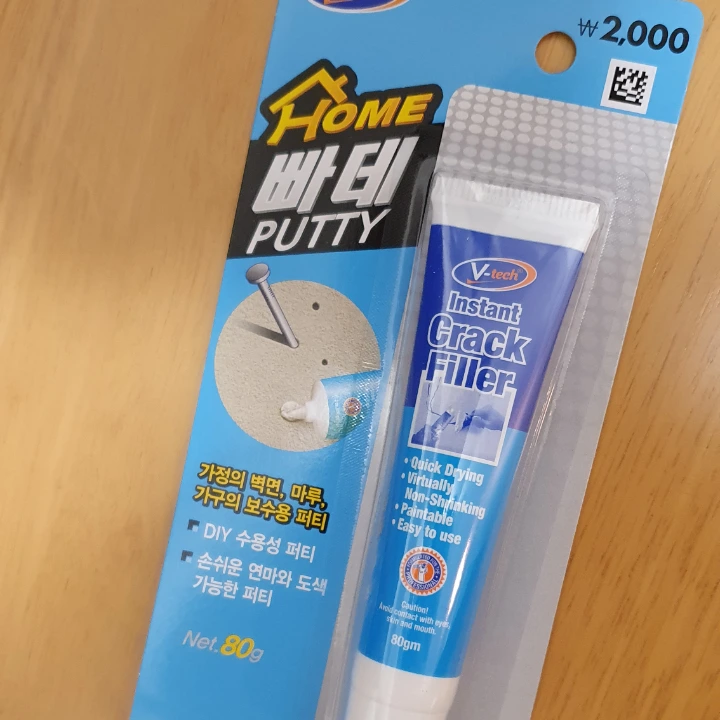 ₩2,000
HOME
빠데
PUTTY
가정의 벽면, 마루,
가구의 보수용 퍼티
DIY 수용성 퍼티
손쉬운 연마와 도색
가능한 퍼티
Net.80g
V-tech
Instant
Crack
Filler
• Quick Drying
• Virtually
Non-Shrinking
• Paintable
• Easy to use
Caution!
Avoid contact with eyes,
skin and mouth.
80gm